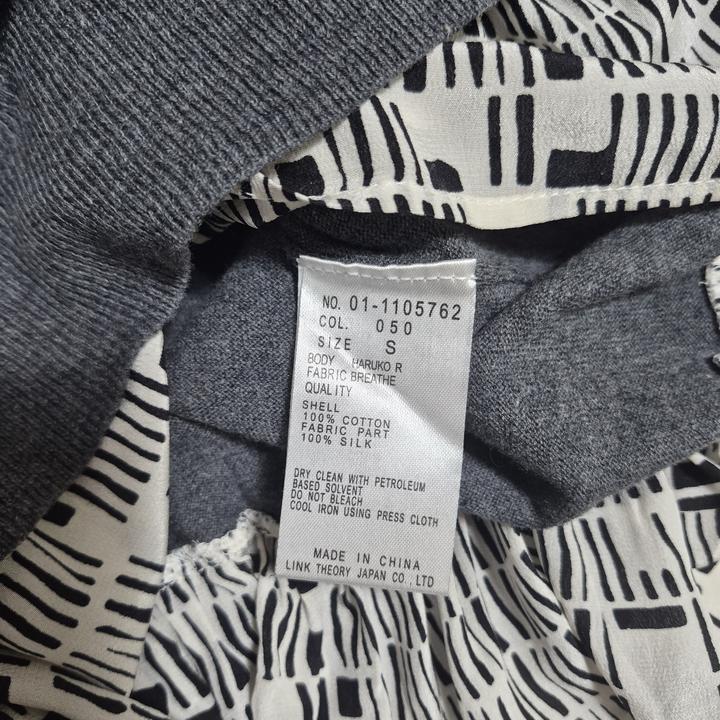 NO. 01-1105762
COL. 050
SIZE S
BODY HARUKO R
FABRIC BREATHE
QUALITY
SHELL
100% COTTON
FABRIC PART
100% SILK
DRY CLEAN WITH PETROLEUM
BASED SOLVENT
DO NOT BLEACH
COOL IRON USING PRESS CLOTH
MADE IN CHINA
LINK THEORY JAPAN CO., LTD